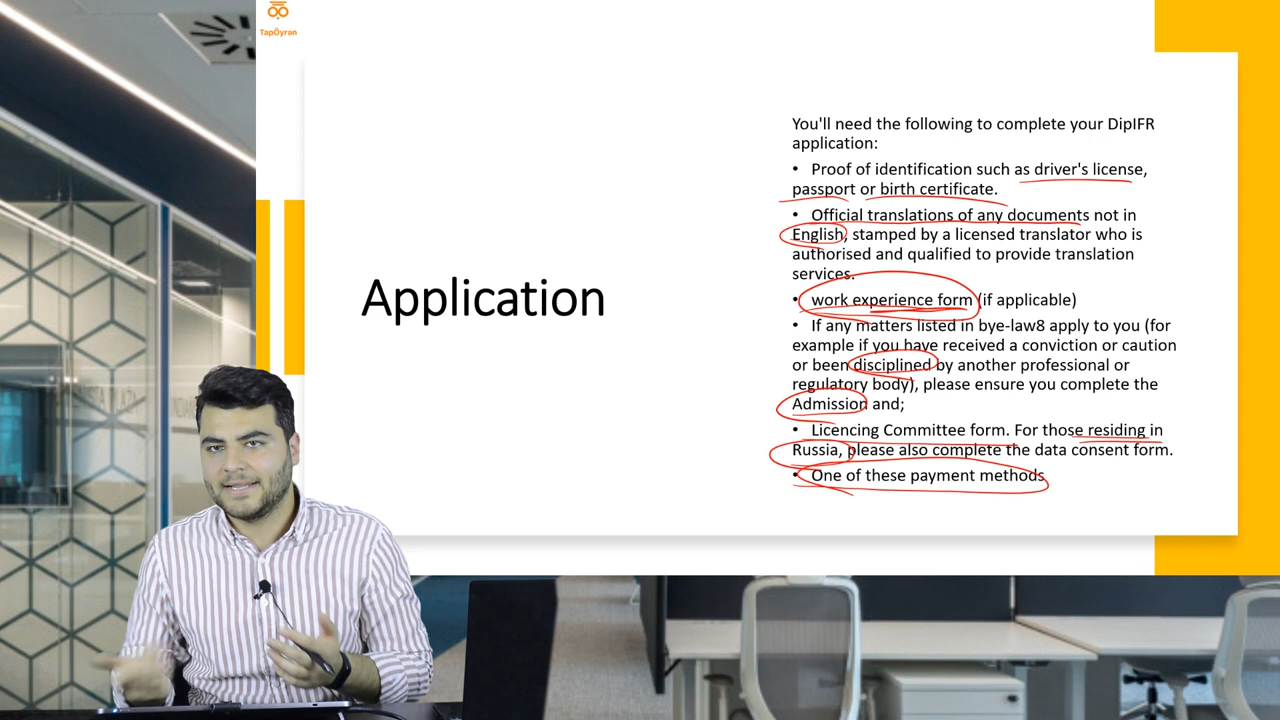 TapÖyrən
Application
You'll need the following to complete your DipIFR
application:
• Proof of identification such as driver's license,
passport or birth certificate.
• Official translations of any documents not in
English, stamped by a licensed translator who is
authorised and qualified to provide translation
services.
• work experience form (if applicable)
• If any matters listed in bye-law8 apply to you (for
example if you have received a conviction or caution
or been disciplined by another professional or
regulatory body), please ensure you complete the
Admission and;
• Licencing Committee form. For those residing in
Russia, please also complete the data consent form.
• One of these payment methods